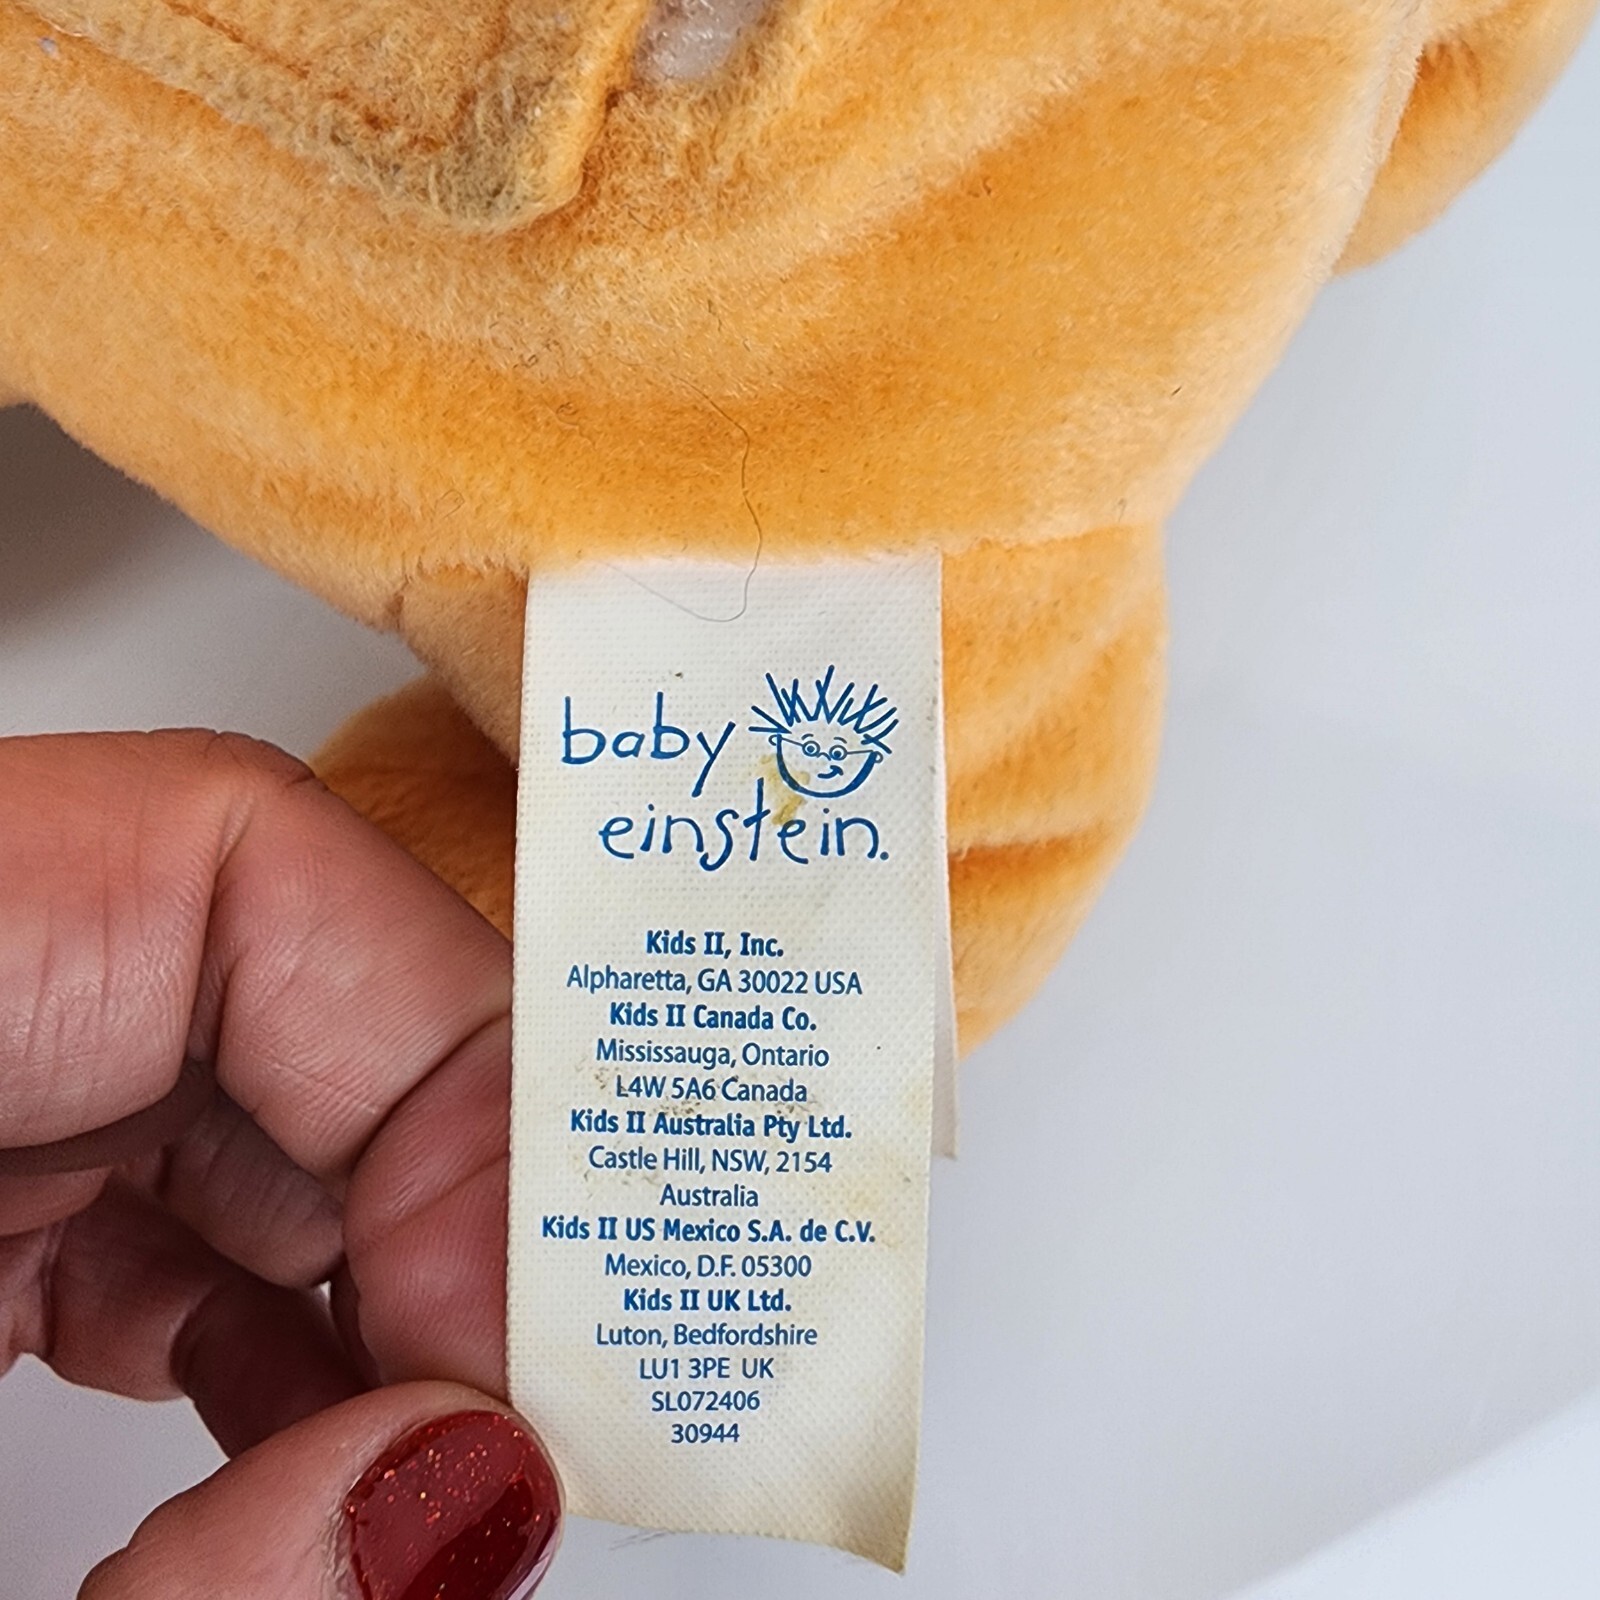 baby
einstein.
Kids II, Inc.
Alpharetta, GA 30022 USA
Kids II Canada Co.
Mississauga, Ontario
L4W 5A6 Canada
Kids II Australia Pty Ltd.
Castle Hill, NSW, 2154
Australia
Kids II US Mexico S.A. de C.V.
Mexico, D.F. 05300
Kids II UK Ltd.
Luton, Bedfordshire
LU1 3PE UK
SL072406
30944